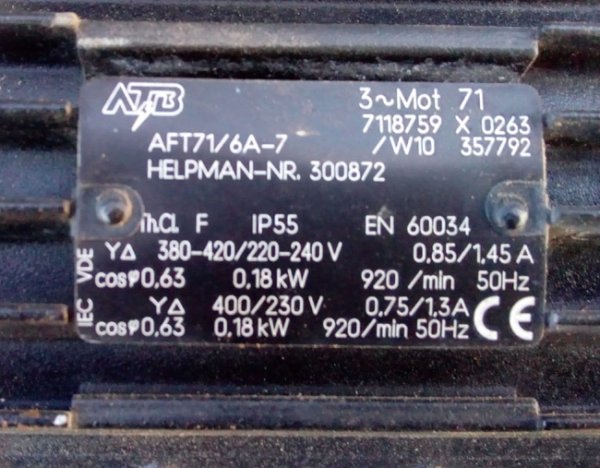 ATB
3~Mot 71
7118759 X 0263
AFT71/6A-7 /W10 357792
HELPMAN-NR. 300872
Th.Cl. F IP55 EN 60034
VDE YΔ 380-420/220-240 V 0,85/1,45 A
cosφ0,63 0,18 kW 920 /min 50Hz
IEC YΔ 400/230 V 0,75/1,3A
cosφ0,63 0,18kW 920/min 50Hz CE